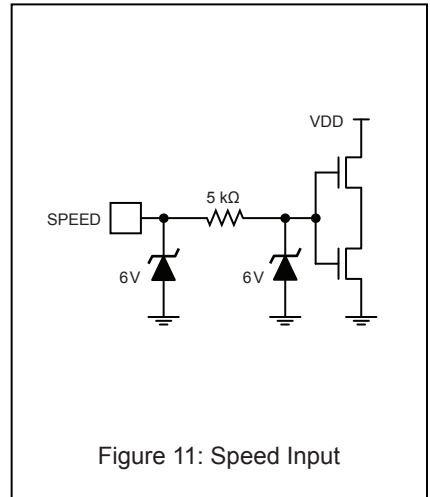 VDD
5 kΩ
SPEED
6V
6V
Figure 11: Speed Input